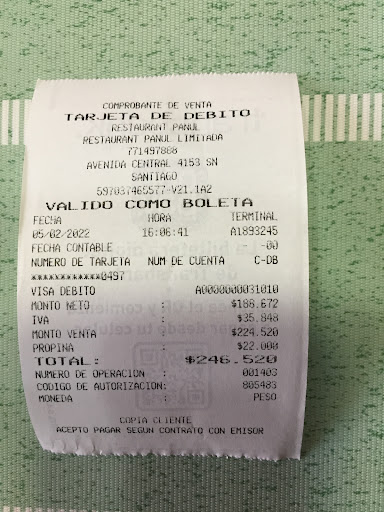 COMPROBANTE DE VENTA
TARJETA DE DEBITO
RESTAURANT PANUL
RESTAURANT PANUL LIMITADA
771497888
AVENIDA CENTRAL 4153 SN
SANTIAGO
597037465577-V21.1A2
VALIDO COMO BOLETA
FECHA HORA TERMINAL
05/02/2022 16:06:41 A1893245
FECHA CONTABLE - -00
NUMERO DE TARJETA NUM DE CUENTA C-DB
************0497
VISA DEBITO A0000000031010
MONTO NETO : $188.672
IVA : $35.848
MONTO VENTA : $224.520
PROPINA : $22.000
TOTAL: $246.520
NUMERO DE OPERACION : 001403
CODIGO DE AUTORIZACION: 805483
MONEDA : PESO
COPIA CLIENTE
ACEPTO PAGAR SEGUN CONTRATO CON EMISOR